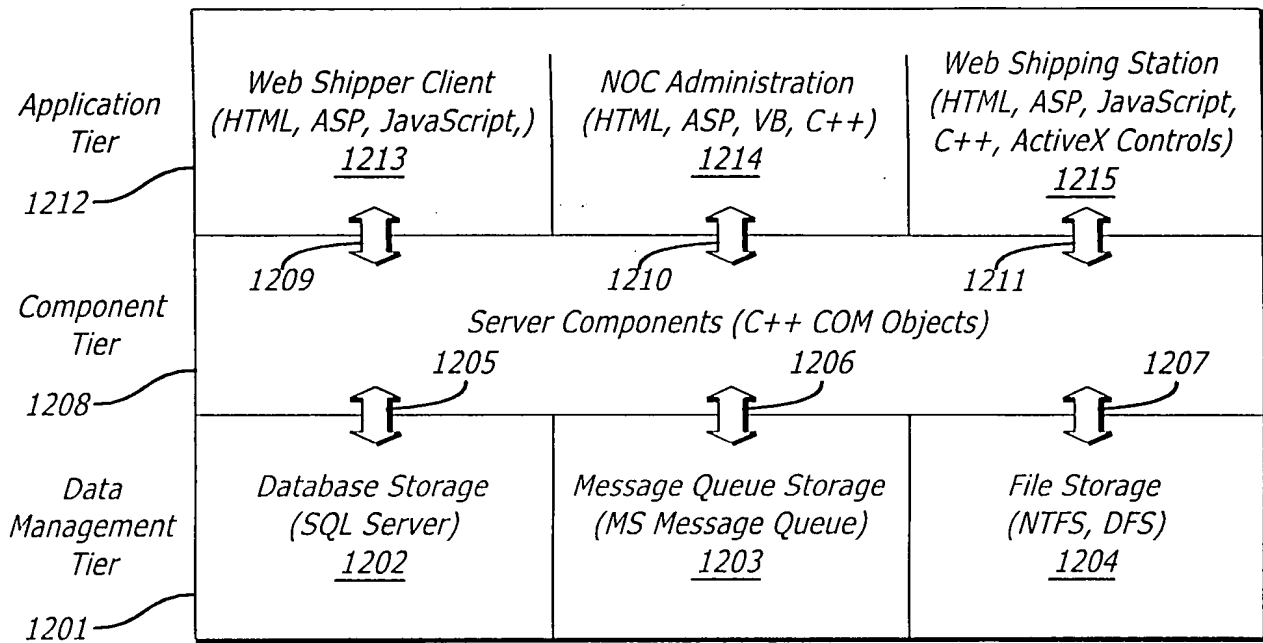 Application
Tier
1212
Web Shipper Client
(HTML, ASP, JavaScript,)
1213
NOC Administration
(HTML, ASP, VB, C++)
1214
Web Shipping Station
(HTML, ASP, JavaScript,
C++, ActiveX Controls)
1215
1209
1210
1211
Component
Tier
1208
Server Components (C++ COM Objects)
1205
1206
1207
Data
Management
Tier
1201
Database Storage
(SQL Server)
1202
Message Queue Storage
(MS Message Queue)
1203
File Storage
(NTFS, DFS)
1204